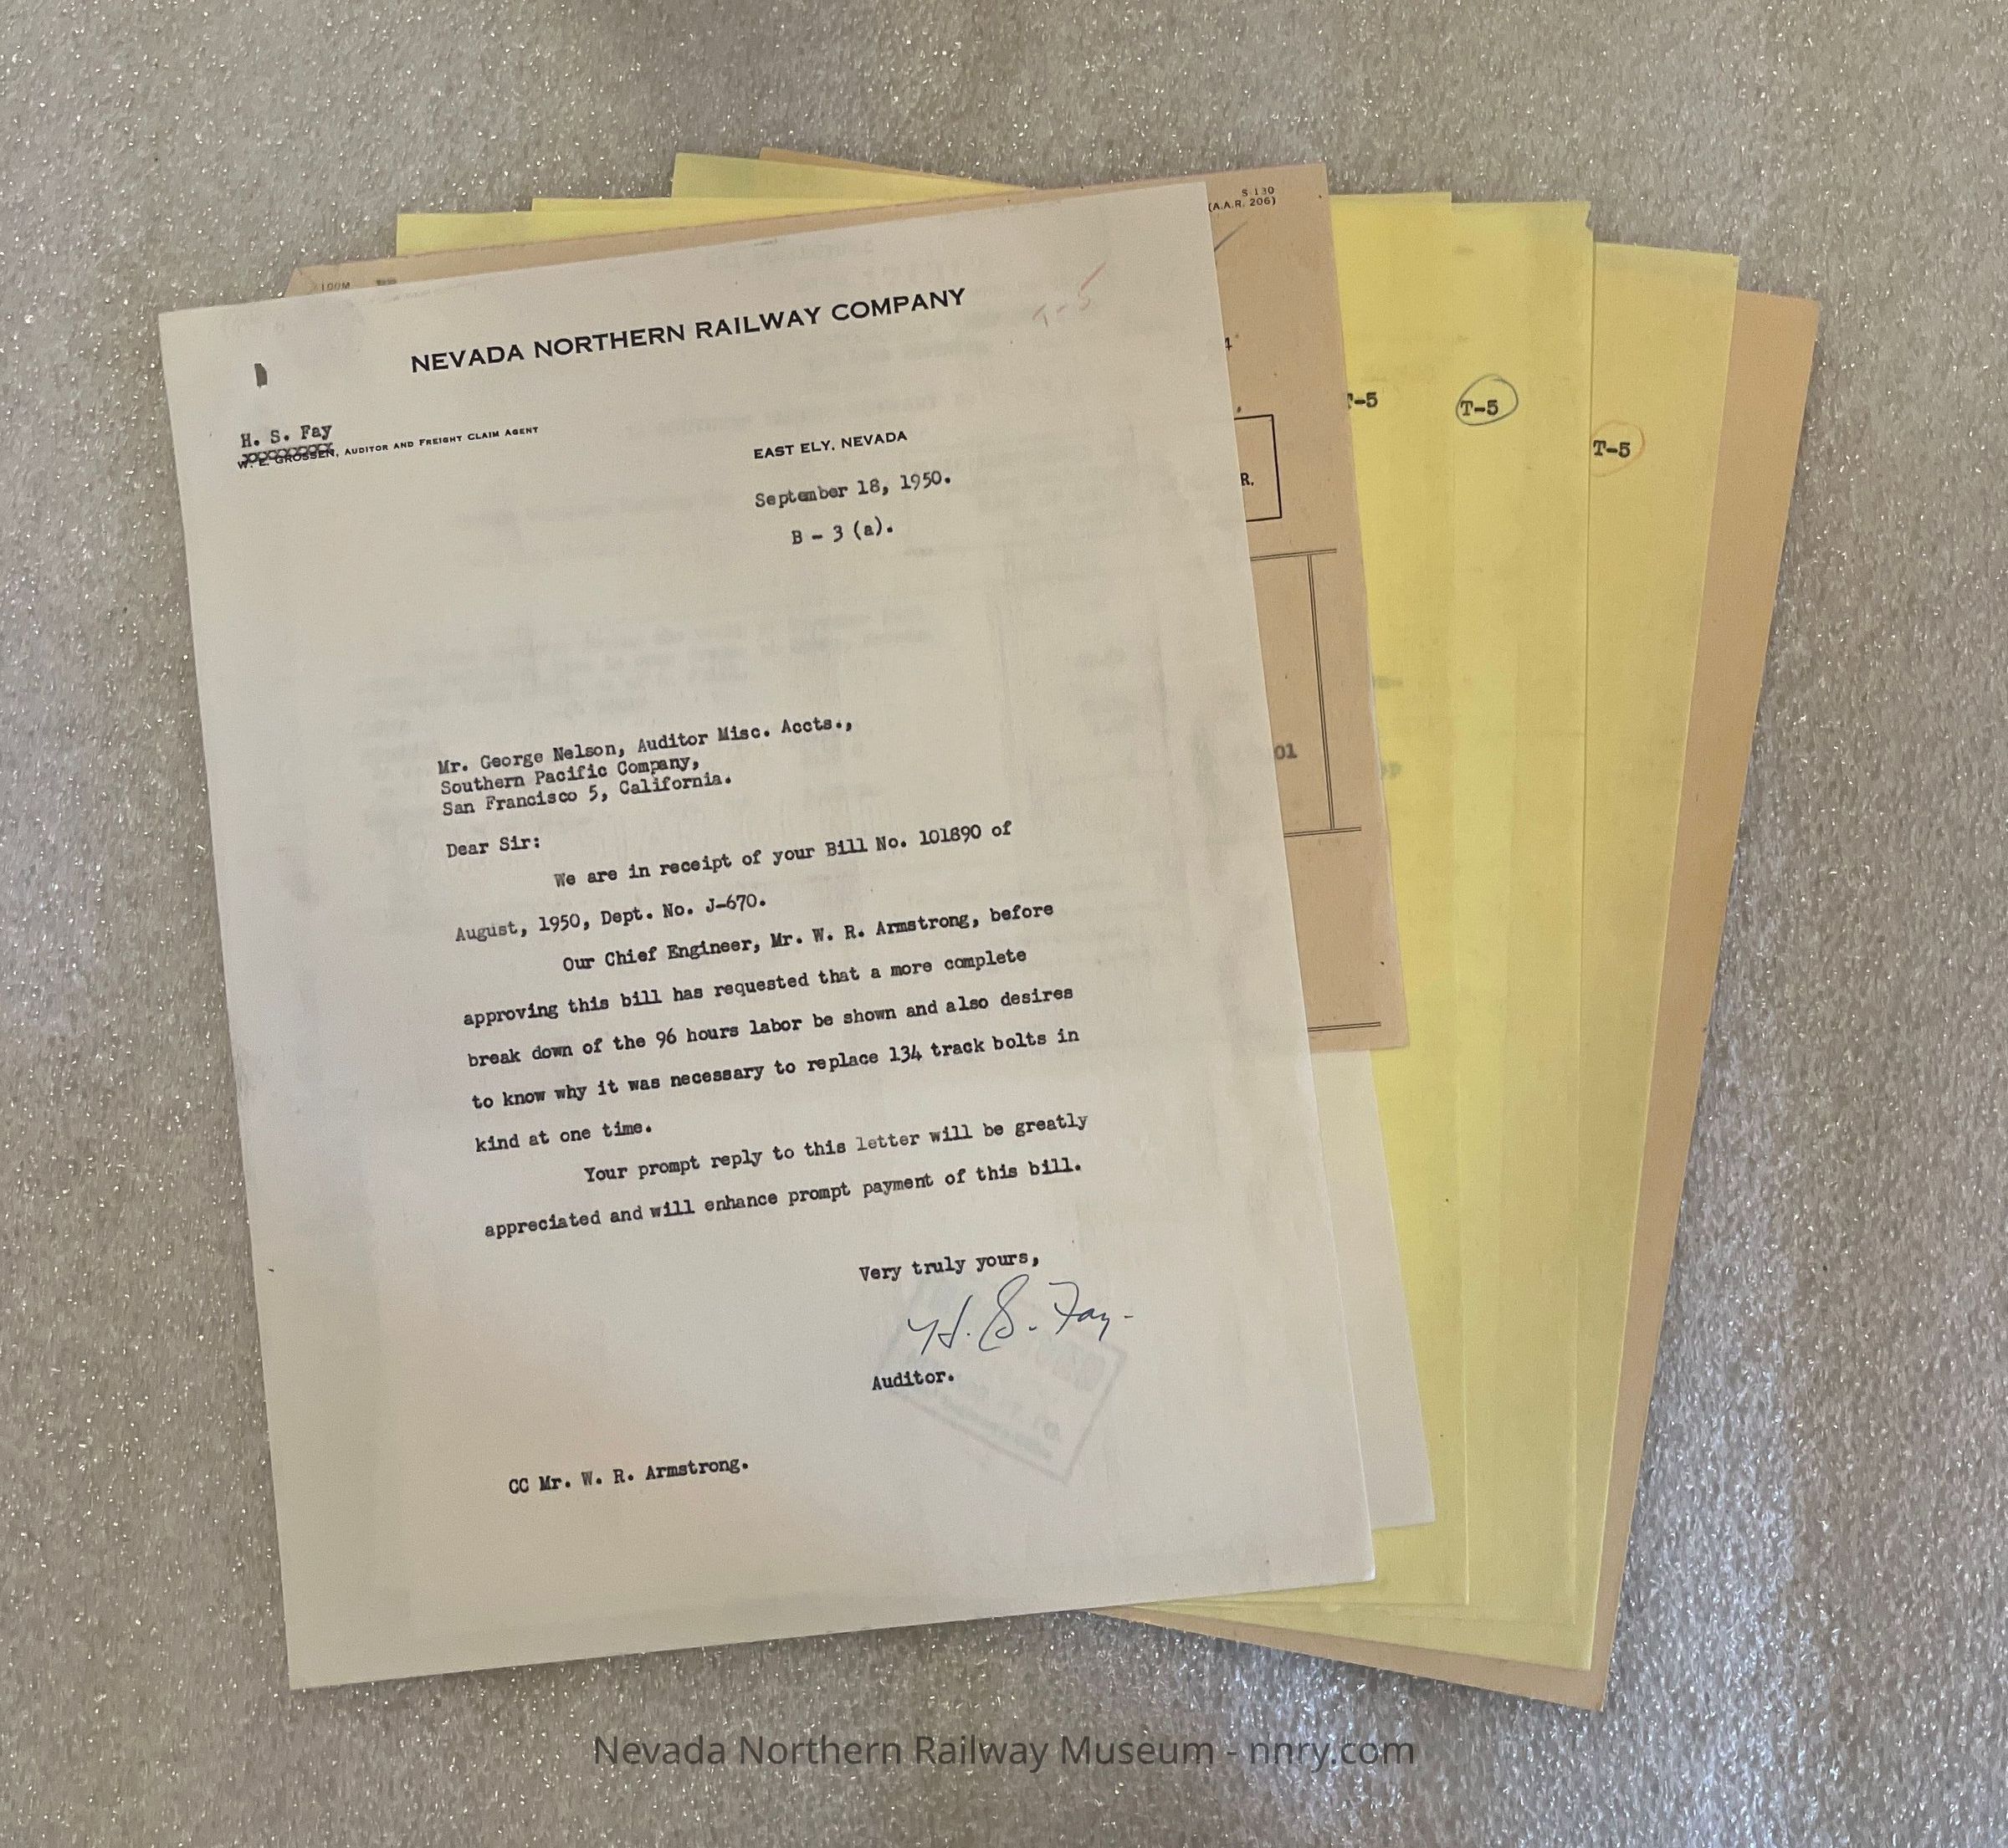 S-130
(A.A.R. 206)
100M
NEVADA NORTHERN RAILWAY COMPANY
T-5
H. S. Fay
W. E. GROSSEN, AUDITOR AND FREIGHT CLAIM AGENT
EAST ELY, NEVADA
September 18, 1950.
B - 3 (a).
Mr. George Nelson, Auditor Misc. Accts.,
Southern Pacific Company,
San Francisco 5, California.
Dear Sir:
We are in receipt of your Bill No. 101890 of
August, 1950, Dept. No. J-670.
Our Chief Engineer, Mr. W. R. Armstrong, before
approving this bill has requested that a more complete
break down of the 96 hours labor be shown and also desires
to know why it was necessary to replace 134 track bolts in
kind at one time.
Your prompt reply to this letter will be greatly
appreciated and will enhance prompt payment of this bill.
Very truly yours,
H. S. Fay.
Auditor.
CC Mr. W. R. Armstrong.
R.
01
T-5
T-5
T-5
Nevada Northern Railway Museum - nnry.com